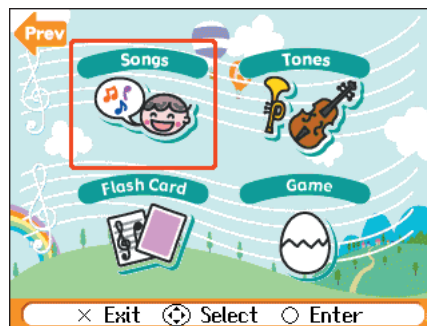 Prev
Songs
Tones
Flash Card
Game
× Exit Select ○ Enter